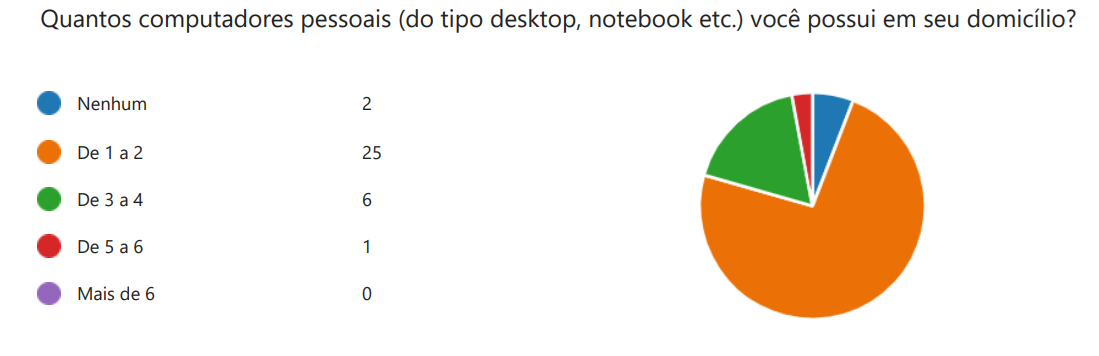 Quantos computadores pessoais (do tipo desktop, notebook etc.) você possui em seu domicílio?
Nenhum 2
De 1 a 2 25
De 3 a 4 6
De 5 a 6 1
Mais de 6 0